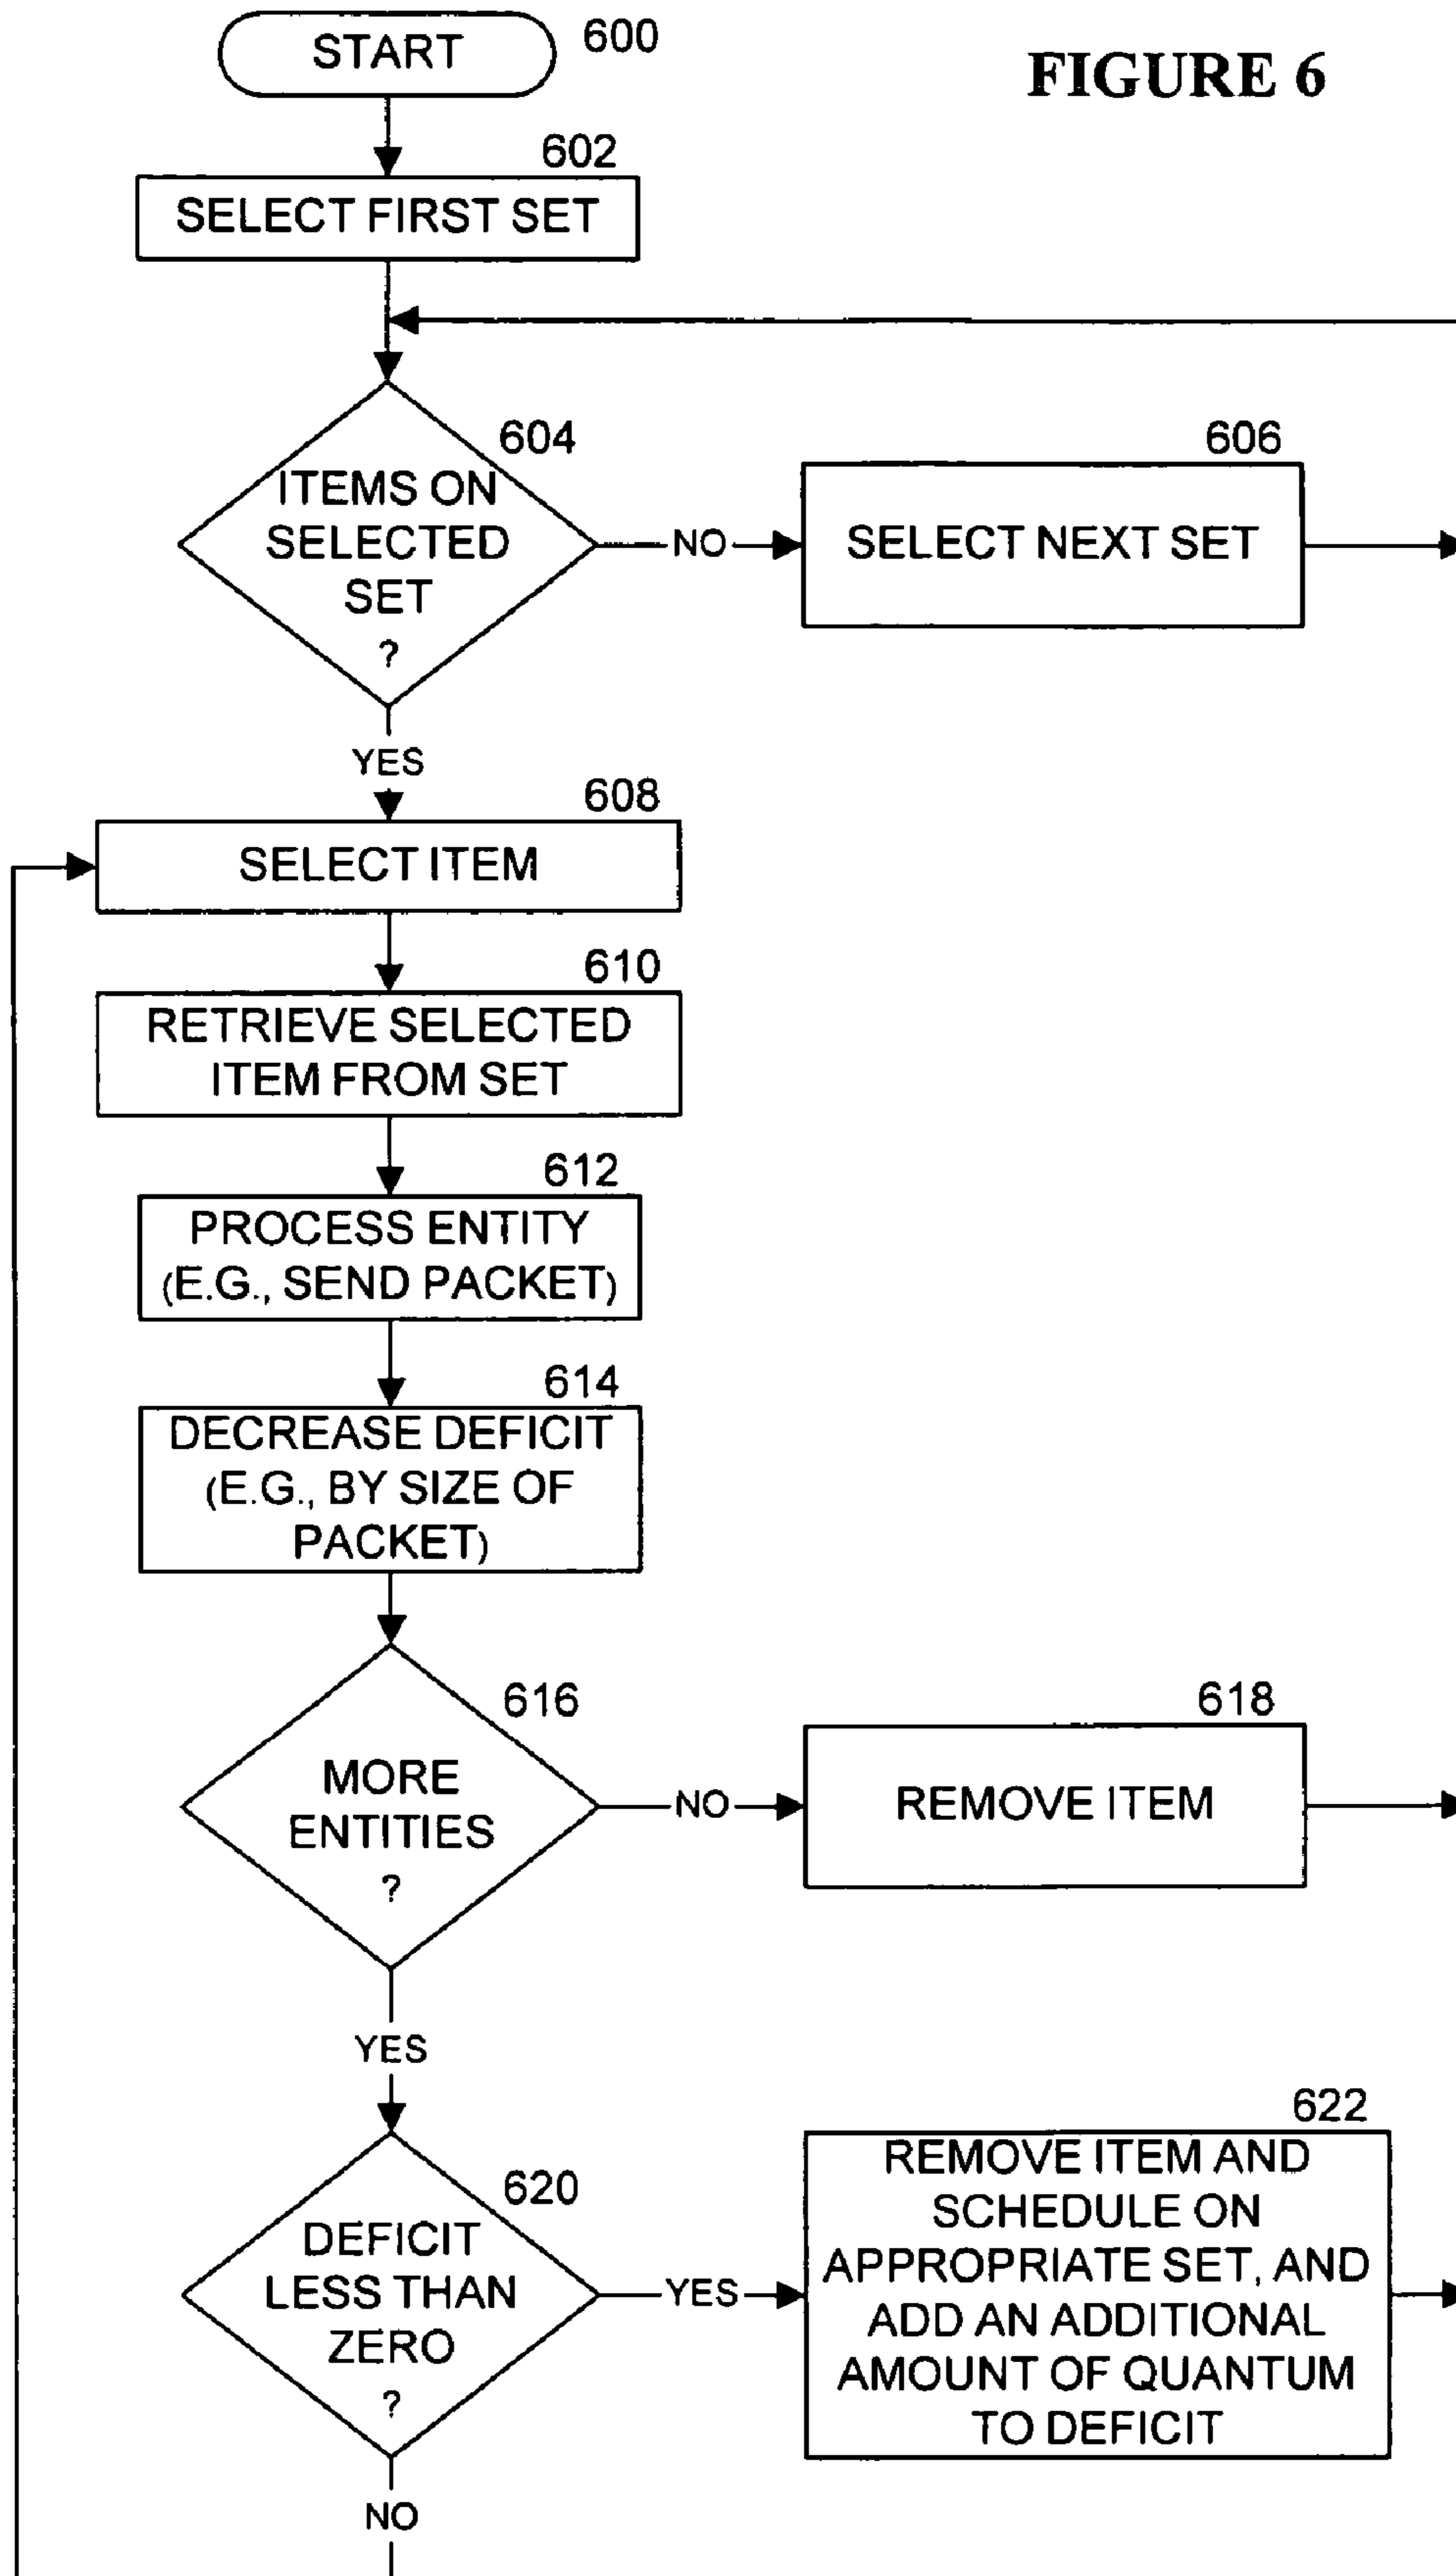 START
600
FIGURE 6
602
SELECT FIRST SET
604
ITEMS ON
SELECTED
SET
?
NO
606
SELECT NEXT SET
YES
608
SELECT ITEM
610
RETRIEVE SELECTED
ITEM FROM SET
612
PROCESS ENTITY
(E.G., SEND PACKET)
614
DECREASE DEFICIT
(E.G., BY SIZE OF
PACKET)
616
MORE
ENTITIES
?
NO
618
REMOVE ITEM
YES
620
DEFICIT
LESS THAN
ZERO
?
YES
622
REMOVE ITEM AND
SCHEDULE ON
APPROPRIATE SET, AND
ADD AN ADDITIONAL
AMOUNT OF QUANTUM
TO DEFICIT
NO